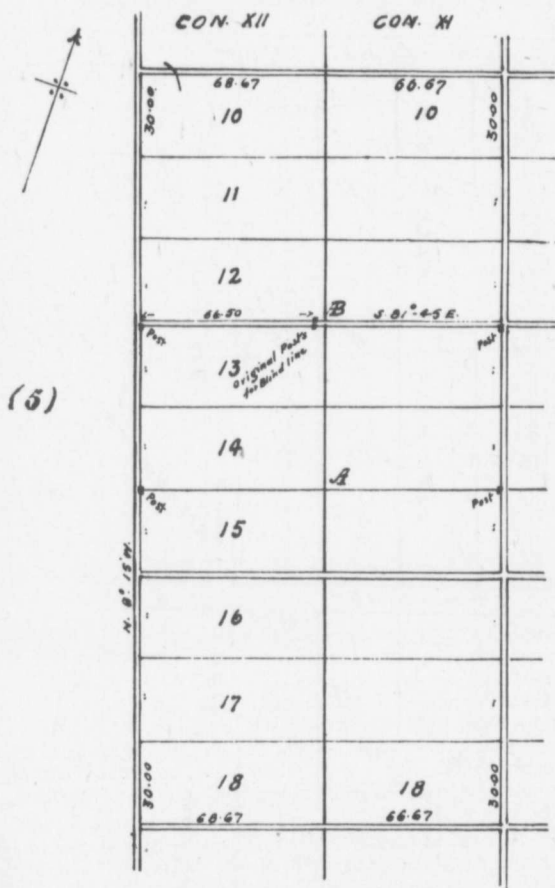 CON. XII CON. XI
68.67 66.67
30.00 10 10 30.00
11
12
B
66.50 S 81°.45 E.
Post Post
13
Original Posts
for Blind line
(5)
14
A
Post Post
15
N. 8° 15' W.
16
17
30.00 18 18 30.00
68.67 66.67